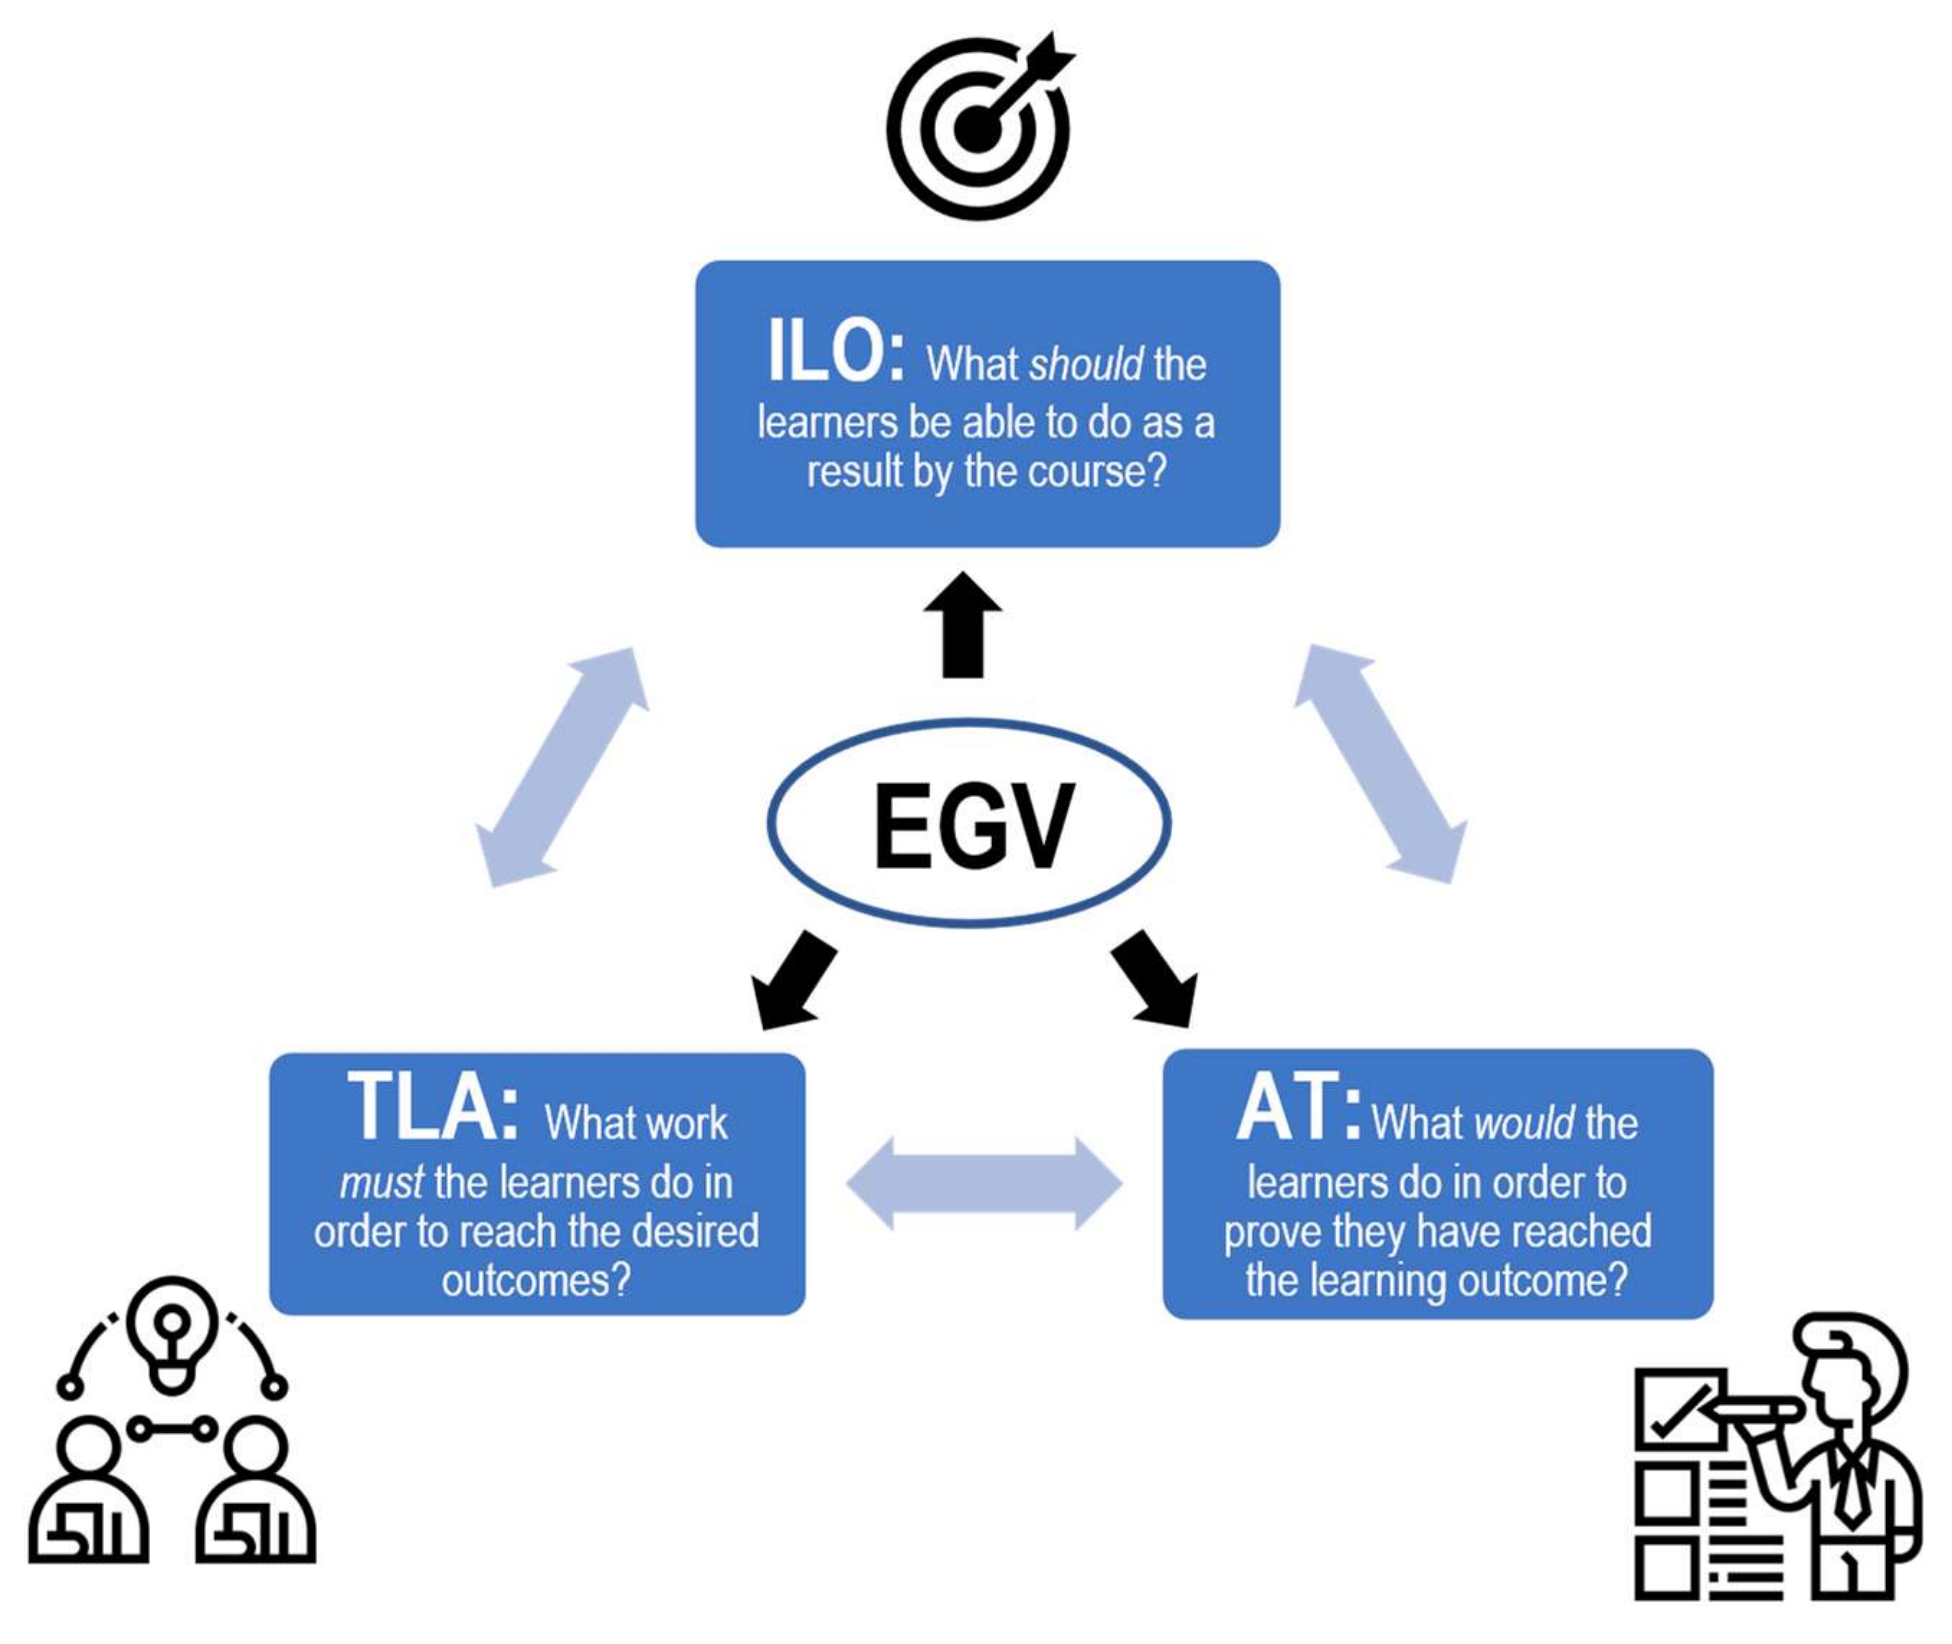 ILO: What should the
learners be able to do as a
result by the course?
EGV
TLA: What work
must the learners do in
order to reach the desired
outcomes?
AT: What would the
learners do in order to
prove they have reached
the learning outcome?